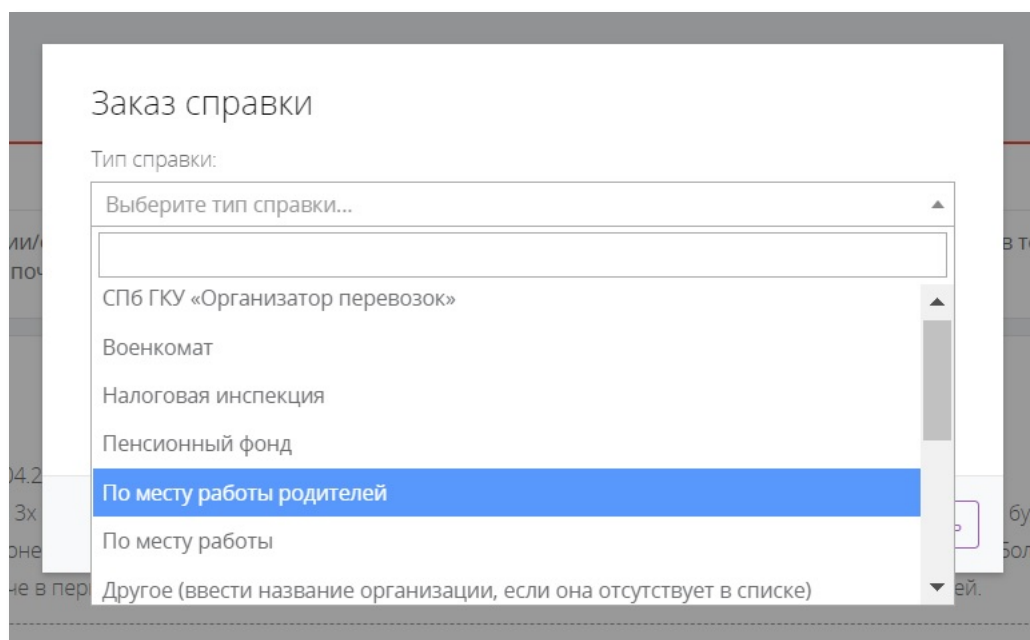 Заказ справки
Тип справки:
Выберите тип справки...
СПб ГКУ «Организатор перевозок»
Военкомат
Налоговая инспекция
Пенсионный фонд
По месту работы родителей
По месту работы
Другое (ввести название организации, если она отсутствует в списке)